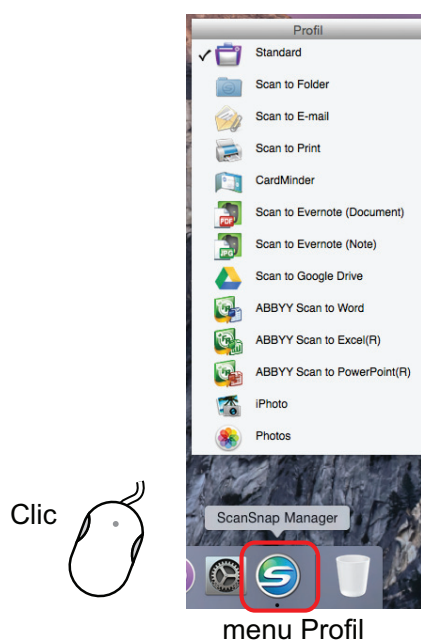 Profil
Standard
Scan to Folder
Scan to E-mail
Scan to Print
CardMinder
Scan to Evernote (Document)
Scan to Evernote (Note)
Scan to Google Drive
ABBYY Scan to Word
ABBYY Scan to Excel(R)
ABBYY Scan to PowerPoint(R)
iPhoto
Photos
Clic
ScanSnap Manager
menu Profil